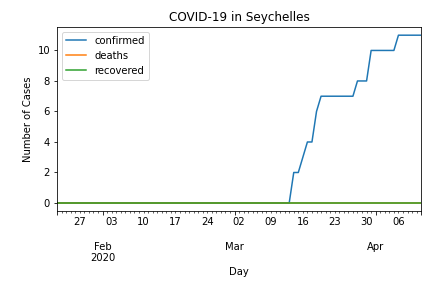 COVID-19 in Seychelles
confirmed
deaths
recovered
Number of Cases
10
8
6
4
2
0
27 03 10 17 24 02 09 16 23 30 06
Feb Mar Apr
2020
Day